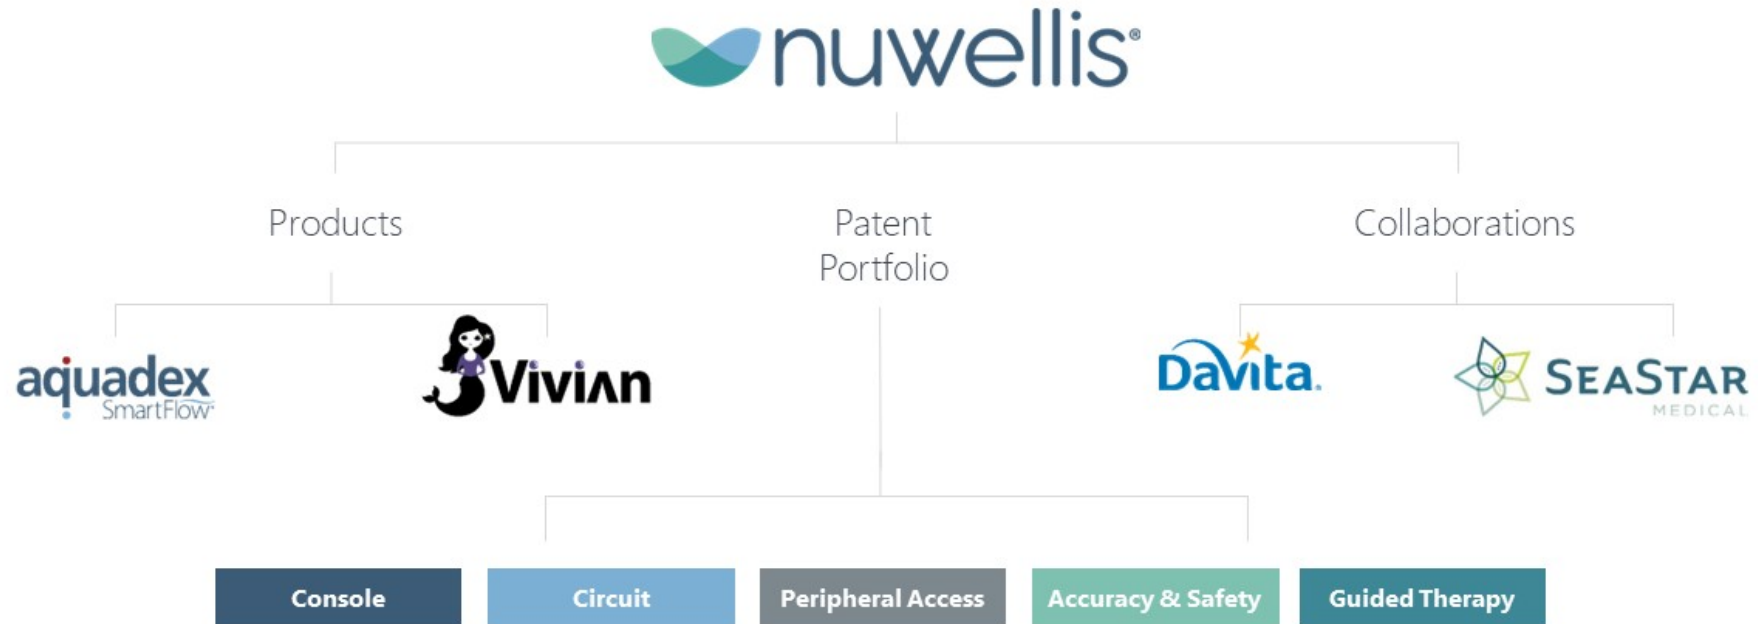 nuwellis®
Products
Patent
Portfolio
Collaborations
aquadex
SmartFlow
Vivian
DaVita.
SEASTAR
MEDICAL
Console
Circuit
Peripheral Access
Accuracy & Safety
Guided Therapy